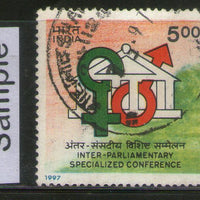 Sample
भारत
INDIA
5.00
अंतर-संसदीय विशिष्ट सम्मेलन
INTER-PARLIAMENTARY
SPECIALIZED CONFERENCE
1997